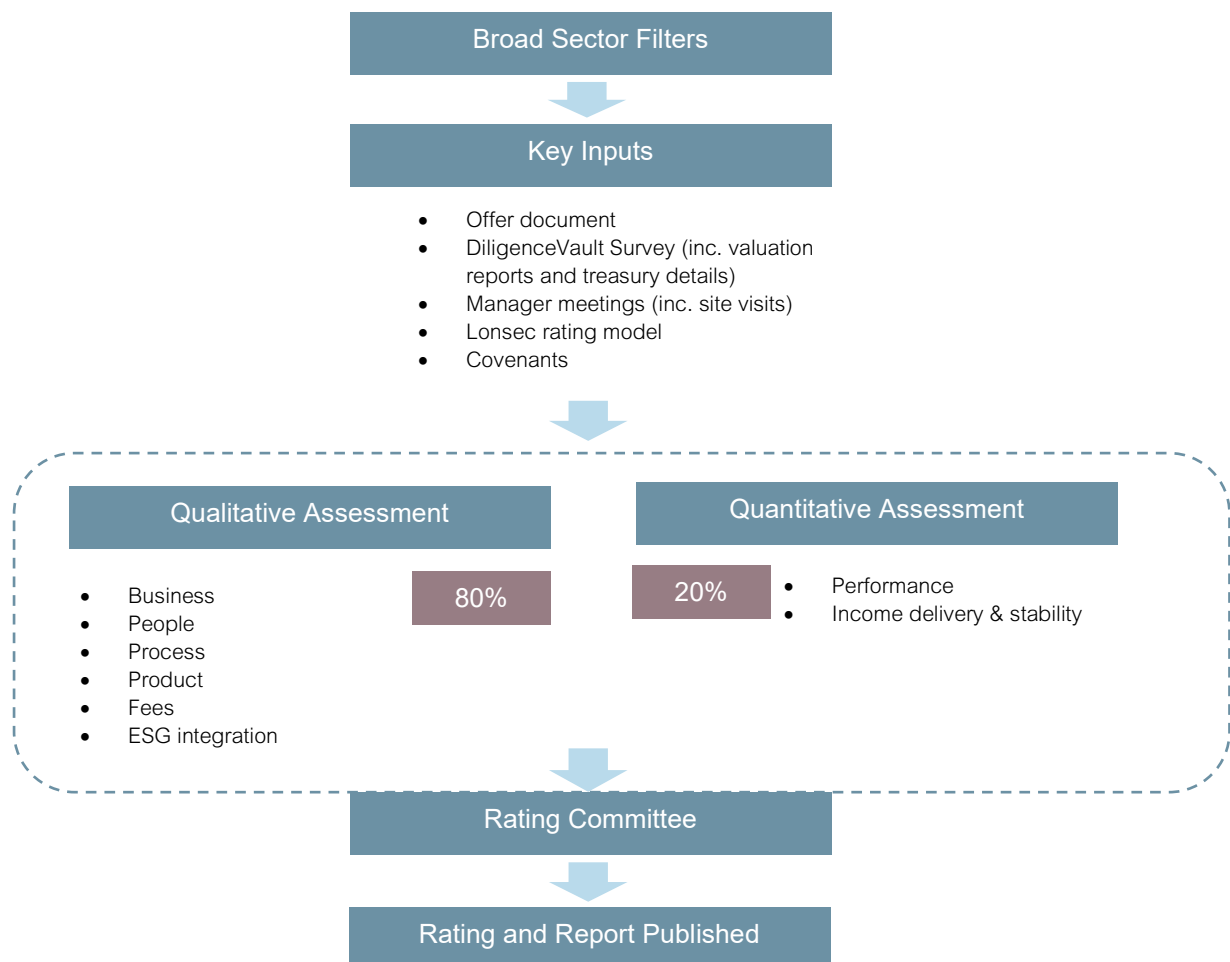 Broad Sector Filters
Key Inputs
• Offer document
• DiligenceVault Survey (inc. valuation
reports and treasury details)
• Manager meetings (inc. site visits)
• Lonsec rating model
• Covenants
Qualitative Assessment
80%
• Business
• People
• Process
• Product
• Fees
• ESG integration
Quantitative Assessment
20%
• Performance
• Income delivery & stability
Rating Committee
Rating and Report Published